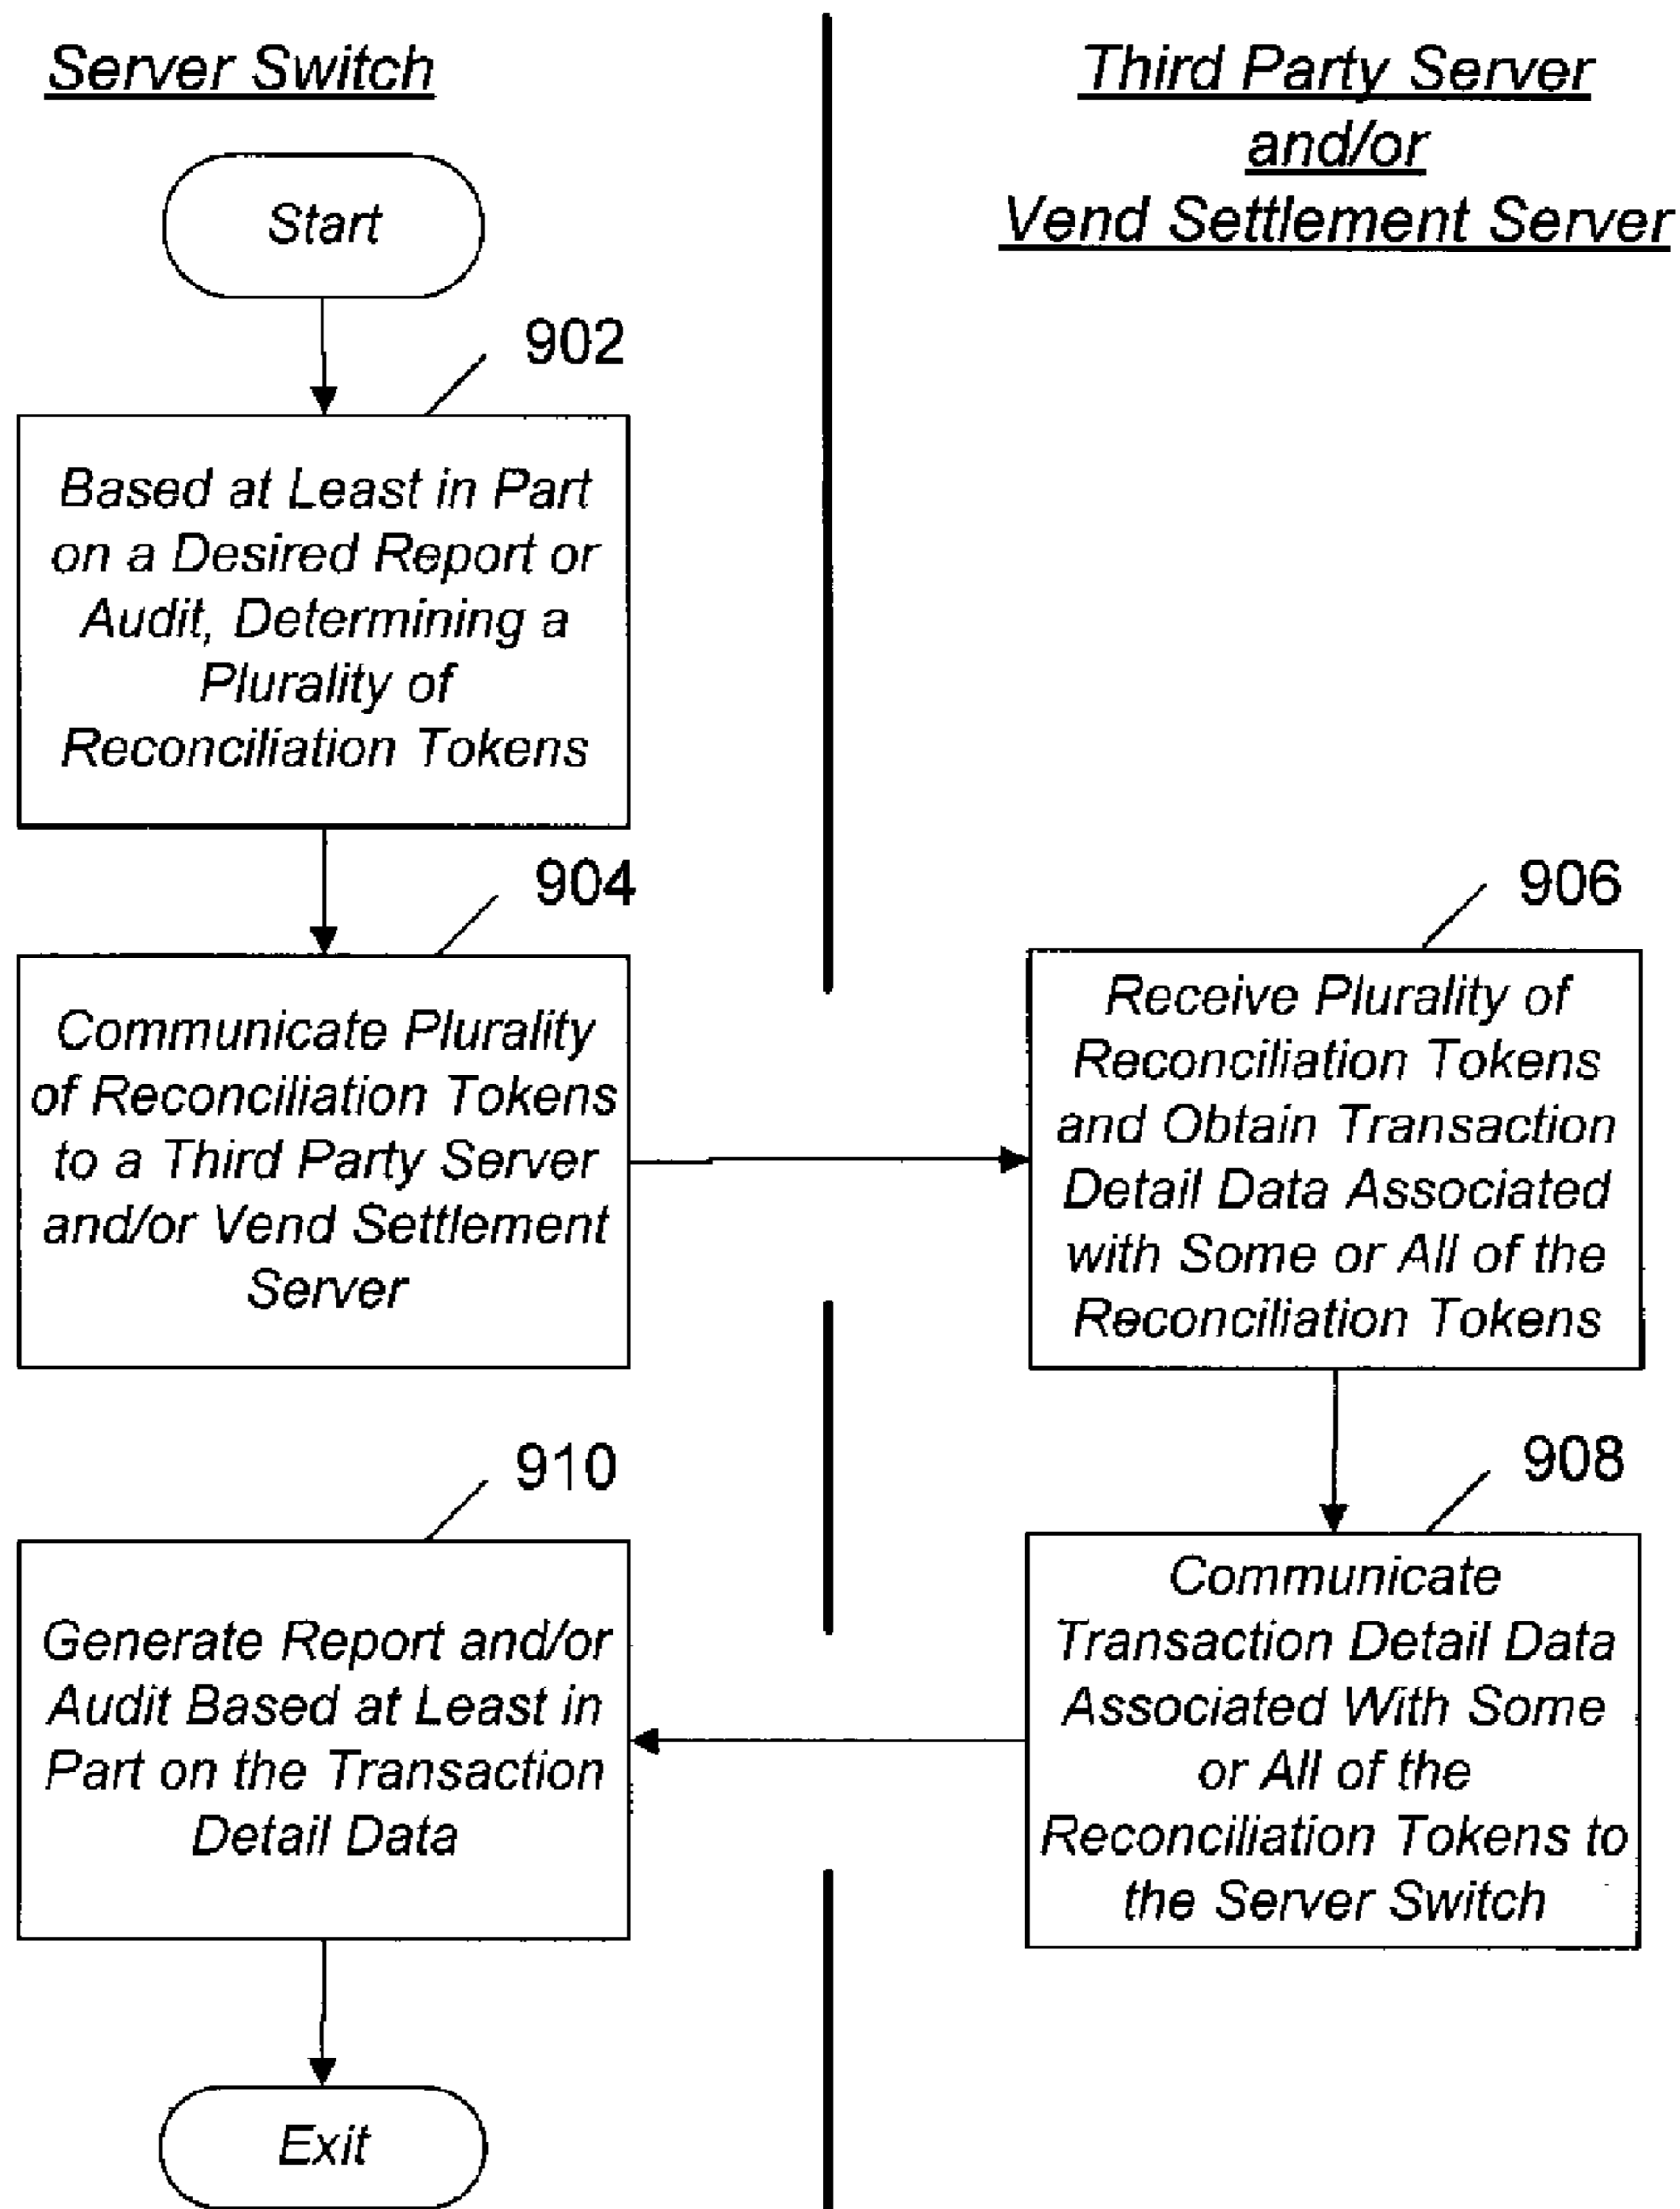 Server Switch
Third Party Server
and/or
Vend Settlement Server
Start
902
Based at Least in Part
on a Desired Report or
Audit, Determining a
Plurality of
Reconciliation Tokens
904
Communicate Plurality
of Reconciliation Tokens
to a Third Party Server
and/or Vend Settlement
Server
906
Receive Plurality of
Reconciliation Tokens
and Obtain Transaction
Detail Data Associated
with Some or All of the
Reconciliation Tokens
908
Communicate
Transaction Detail Data
Associated With Some
or All of the
Reconciliation Tokens to
the Server Switch
910
Generate Report and/or
Audit Based at Least in
Part on the Transaction
Detail Data
Exit